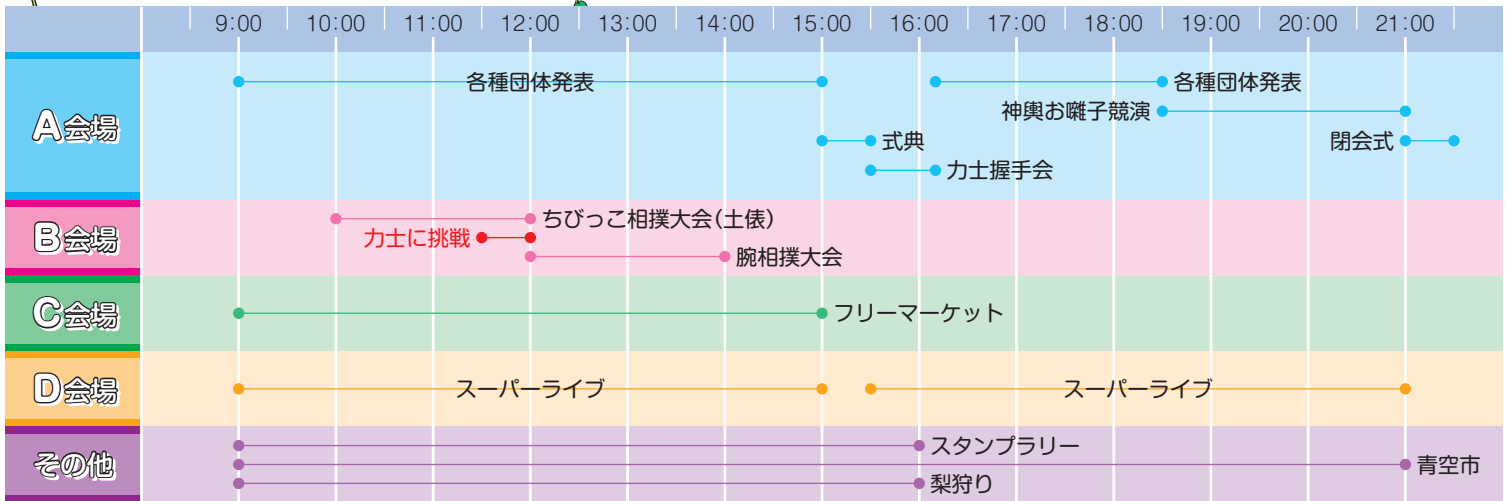 9:00 10:00 11:00 12:00 13:00 14:00 15:00 16:00 17:00 18:00 19:00 20:00 21:00
A会場
各種団体発表
各種団体発表
神輿お囃子競演
式典
閉会式
力士握手会
B会場
ちびっこ相撲大会(土俵)
力士に挑戦
腕相撲大会
C会場
フリーマーケット
D会場
スーパーライブ
スーパーライブ
その他
スタンプラリー
青空市
梨狩り